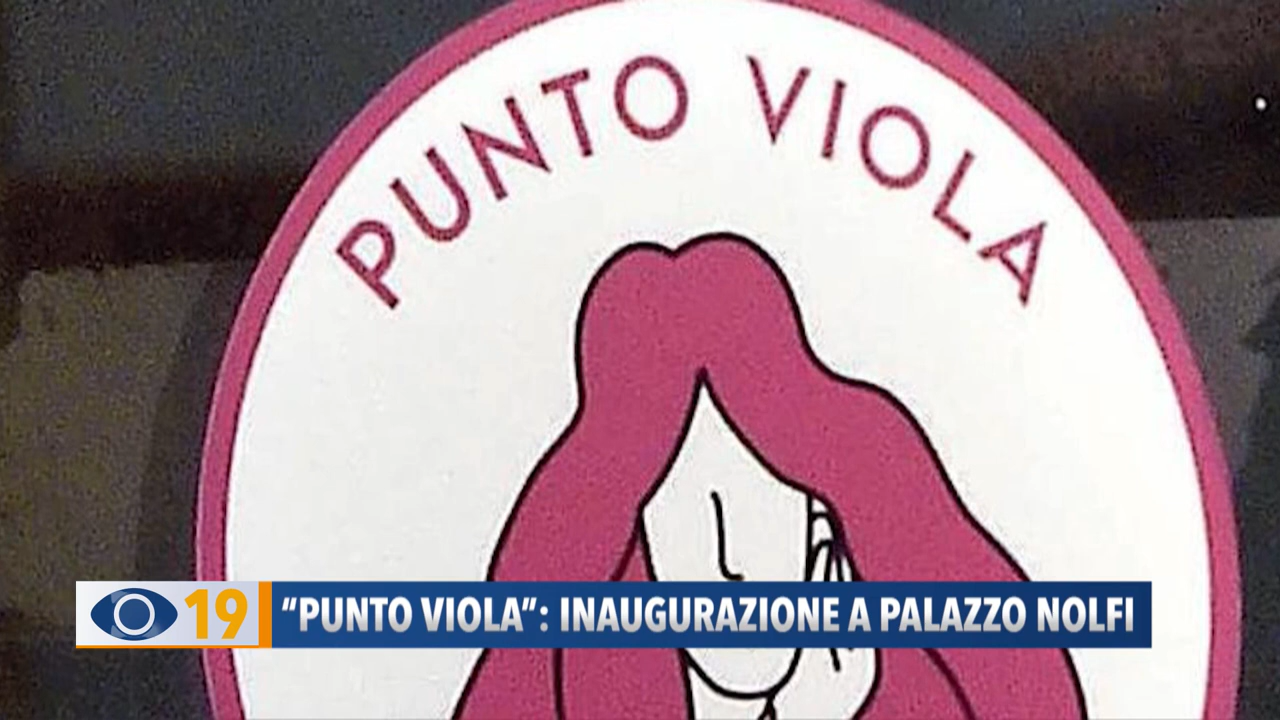 PUNTO VIOLA
19 “PUNTO VIOLA”: INAUGURAZIONE A PALAZZO NOLFI